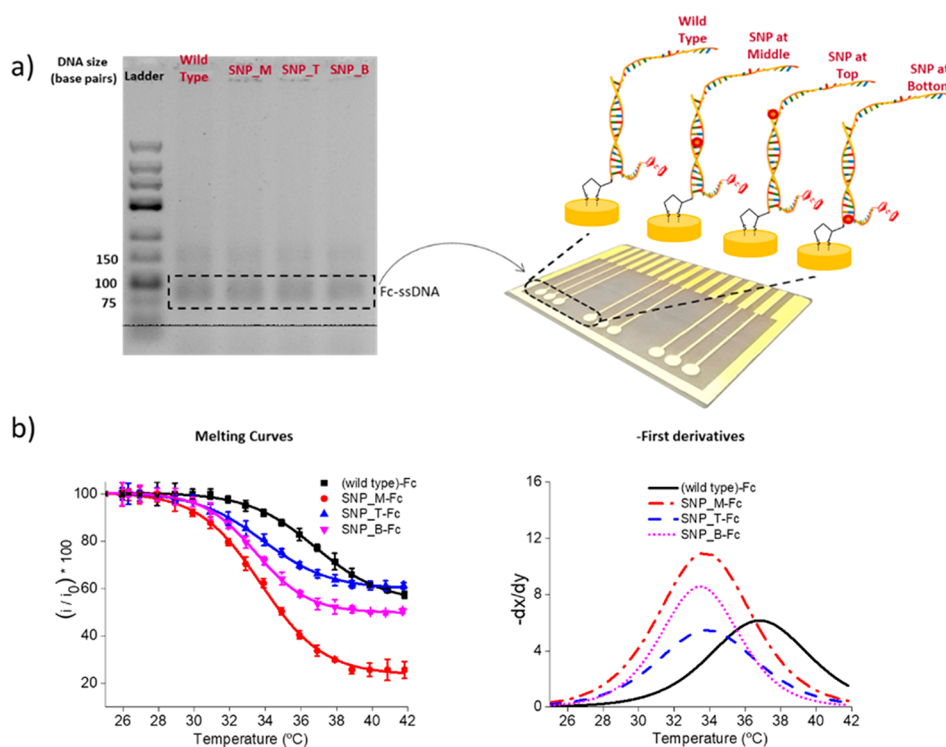 a)
DNA size
(base pairs)
Ladder
Wild
Type
SNP_M
SNP_T
SNP_B
150
100
75
Fc-ssDNA
Wild
Type
SNP at
Middle
SNP at
Top
SNP at
Bottom
b)
Melting Curves
(i / i0) * 100
100
80
60
40
20
26 28 30 32 34 36 38 40 42
Temperature (ºC)
(wild type)-Fc
SNP_M-Fc
SNP_T-Fc
SNP_B-Fc
-First derivatives
-dx/dy
16
12
8
4
0
26 28 30 32 34 36 38 40 42
Temperature (ºC)
(wild type)-Fc
SNP_M-Fc
SNP_T-Fc
SNP_B-Fc